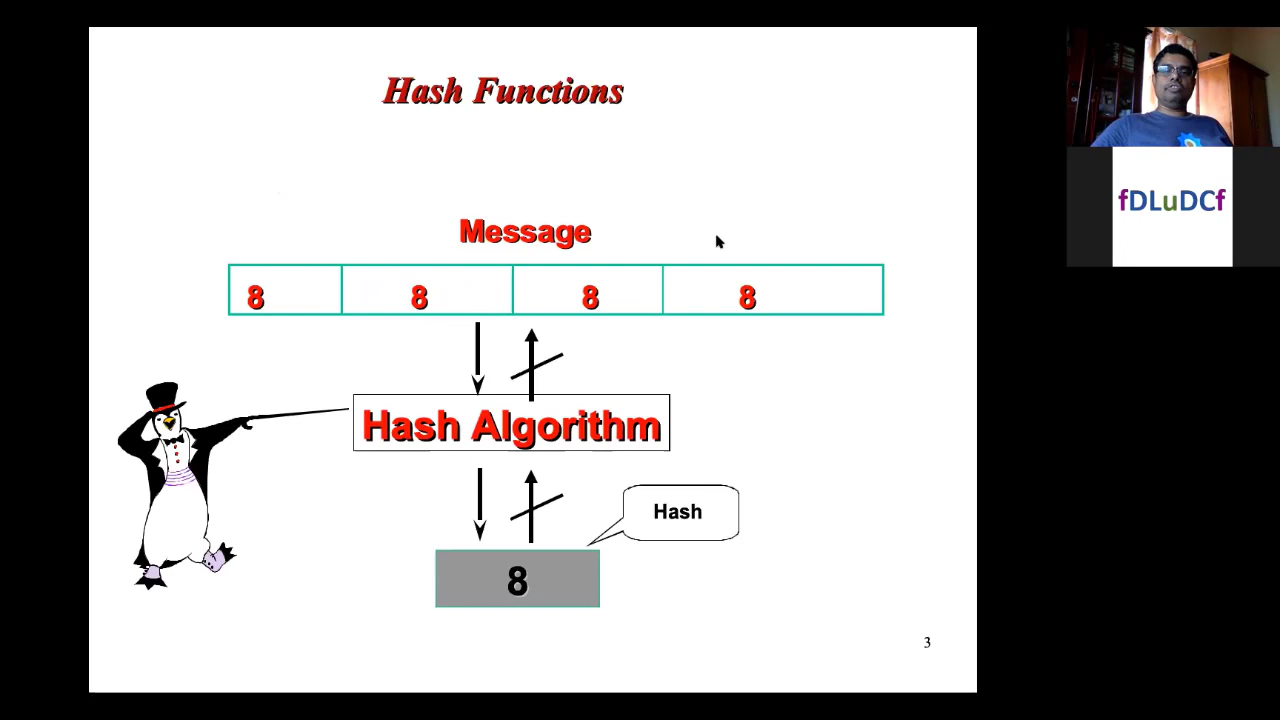 Hash Functions
Message
8 8 8 8
Hash Algorithm
Hash
8
3
fDLuDCf